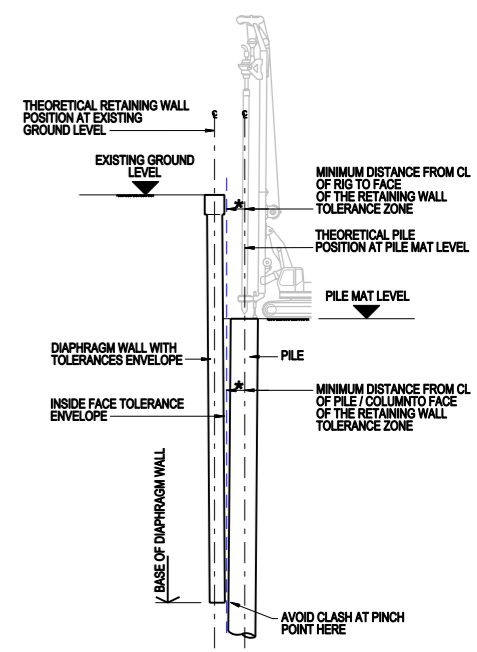 THEORETICAL RETAINING WALL
POSITION AT EXISTING
GROUND LEVEL
EXISTING GROUND
LEVEL
MINIMUM DISTANCE FROM CL
OF RIG TO FACE
OF THE RETAINING WALL
TOLERANCE ZONE
*
THEORETICAL PILE
POSITION AT PILE MAT LEVEL
PILE MAT LEVEL
DIAPHRAGM WALL WITH
TOLERANCES ENVELOPE
PILE
INSIDE FACE TOLERANCE
ENVELOPE
*
MINIMUM DISTANCE FROM CL
OF PILE / COLUMNTO FACE
OF THE RETAINING WALL
TOLERANCE ZONE
BASE OF DIAPHRAGM WALL
AVOID CLASH AT PINCH
POINT HERE